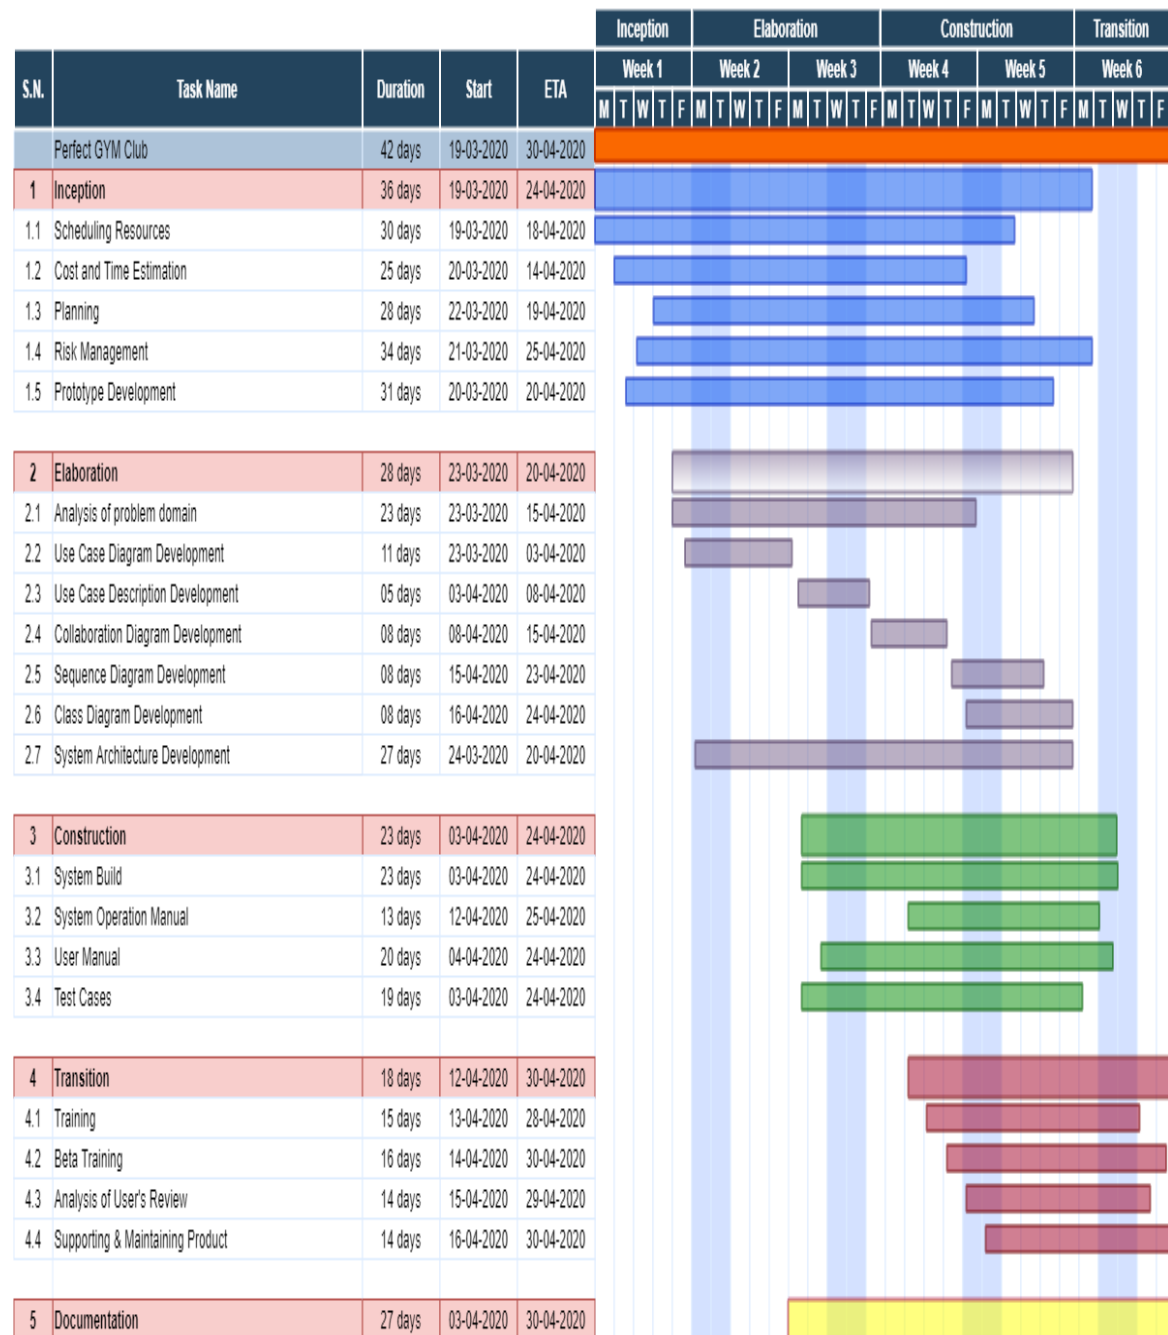 Inception Elaboration Construction Transition
S.N. Task Name Duration Start ETA Week 1 Week 2 Week 3 Week 4 Week 5 Week 6
M T W T F M T W T F M T W T F M T W T F M T W T F M T W T F
Perfect GYM Club 42 days 19-03-2020 30-04-2020
1 Inception 36 days 19-03-2020 24-04-2020
1.1 Scheduling Resources 30 days 19-03-2020 18-04-2020
1.2 Cost and Time Estimation 25 days 20-03-2020 14-04-2020
1.3 Planning 28 days 22-03-2020 19-04-2020
1.4 Risk Management 34 days 21-03-2020 25-04-2020
1.5 Prototype Development 31 days 20-03-2020 20-04-2020
2 Elaboration 28 days 23-03-2020 20-04-2020
2.1 Analysis of problem domain 23 days 23-03-2020 15-04-2020
2.2 Use Case Diagram Development 11 days 23-03-2020 03-04-2020
2.3 Use Case Description Development 05 days 03-04-2020 08-04-2020
2.4 Collaboration Diagram Development 08 days 08-04-2020 15-04-2020
2.5 Sequence Diagram Development 08 days 15-04-2020 23-04-2020
2.6 Class Diagram Development 08 days 16-04-2020 24-04-2020
2.7 System Architecture Development 27 days 24-03-2020 20-04-2020
3 Construction 23 days 03-04-2020 24-04-2020
3.1 System Build 23 days 03-04-2020 24-04-2020
3.2 System Operation Manual 13 days 12-04-2020 25-04-2020
3.3 User Manual 20 days 04-04-2020 24-04-2020
3.4 Test Cases 19 days 03-04-2020 24-04-2020
4 Transition 18 days 12-04-2020 30-04-2020
4.1 Training 15 days 13-04-2020 28-04-2020
4.2 Beta Training 16 days 14-04-2020 30-04-2020
4.3 Analysis of User's Review 14 days 15-04-2020 29-04-2020
4.4 Supporting & Maintaining Product 14 days 16-04-2020 30-04-2020
5 Documentation 27 days 03-04-2020 30-04-2020